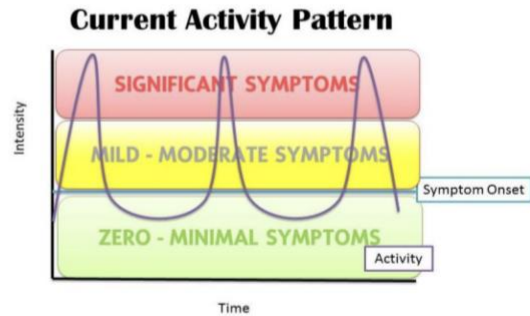 Current Activity Pattern
SIGNIFICANT SYMPTOMS
Intensity
MILD - MODERATE SYMPTOMS
Symptom Onset
ZERO - MINIMAL SYMPTOMS
Activity
Time